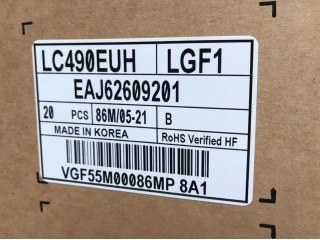 LC490EUH LGF1
EAJ62609201
20 PCS 86M/05-21 B
MADE IN KOREA RoHS Verified HF
VGF55M00086MP 8A1